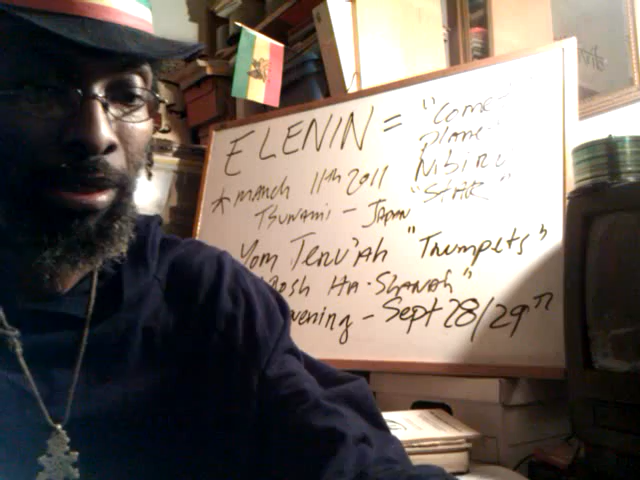 ELENIN = "Comet
planet
* MARCH 11TH 2011 NIBIRU
"STAR"
TSUNAMI - JAPAN
YOM TERU'AH "TRUMPETS"
ROSH HA-SHANAH"
evening - Sept 28/29TH